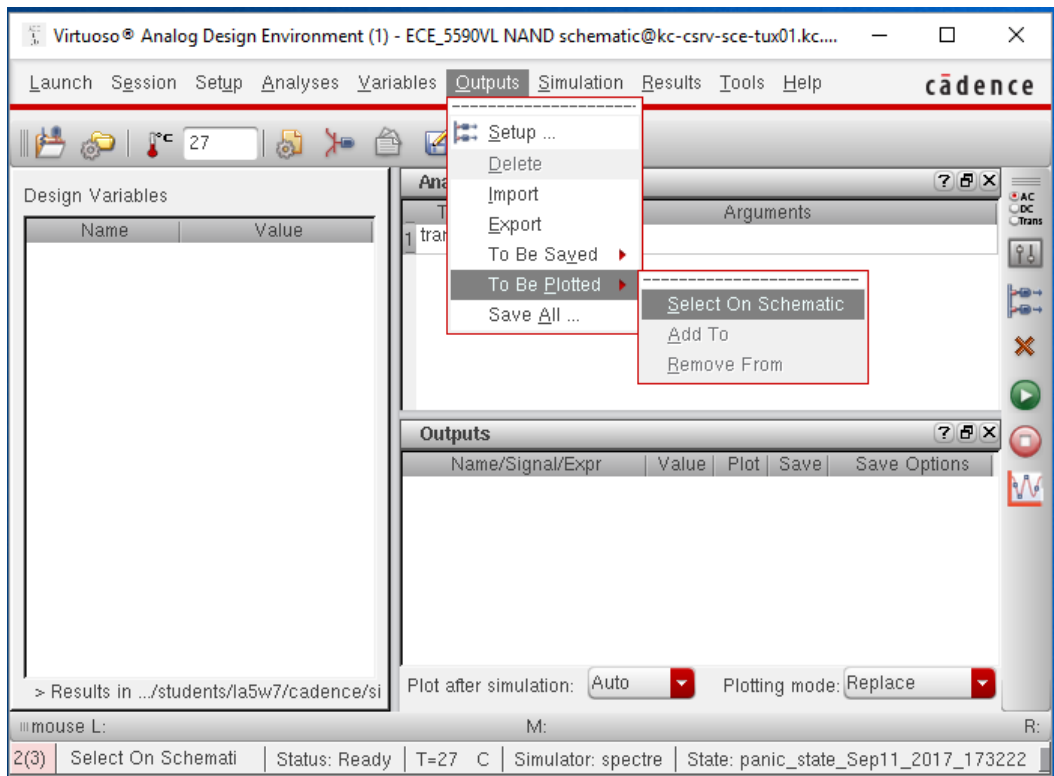 Virtuoso® Analog Design Environment (1) - ECE_5590VL NAND schematic@kc-csrv-sce-tux01.kc....
Launch Session Setup Analyses Variables Outputs Simulation Results Tools Help cādence
°C 27
Setup ...
Delete
Import
Export
To Be Saved
To Be Plotted
Save All ...
Select On Schematic
Add To
Remove From
Design Variables
Name Value
Ana
T Arguments
1 tran
AC
DC
Trans
Outputs
Name/Signal/Expr Value Plot Save Save Options
> Results in .../students/la5w7/cadence/si
Plot after simulation: Auto Plotting mode: Replace
mouse L: M: R:
2(3) Select On Schemati Status: Ready T=27 C Simulator: spectre State: panic_state_Sep11_2017_173222